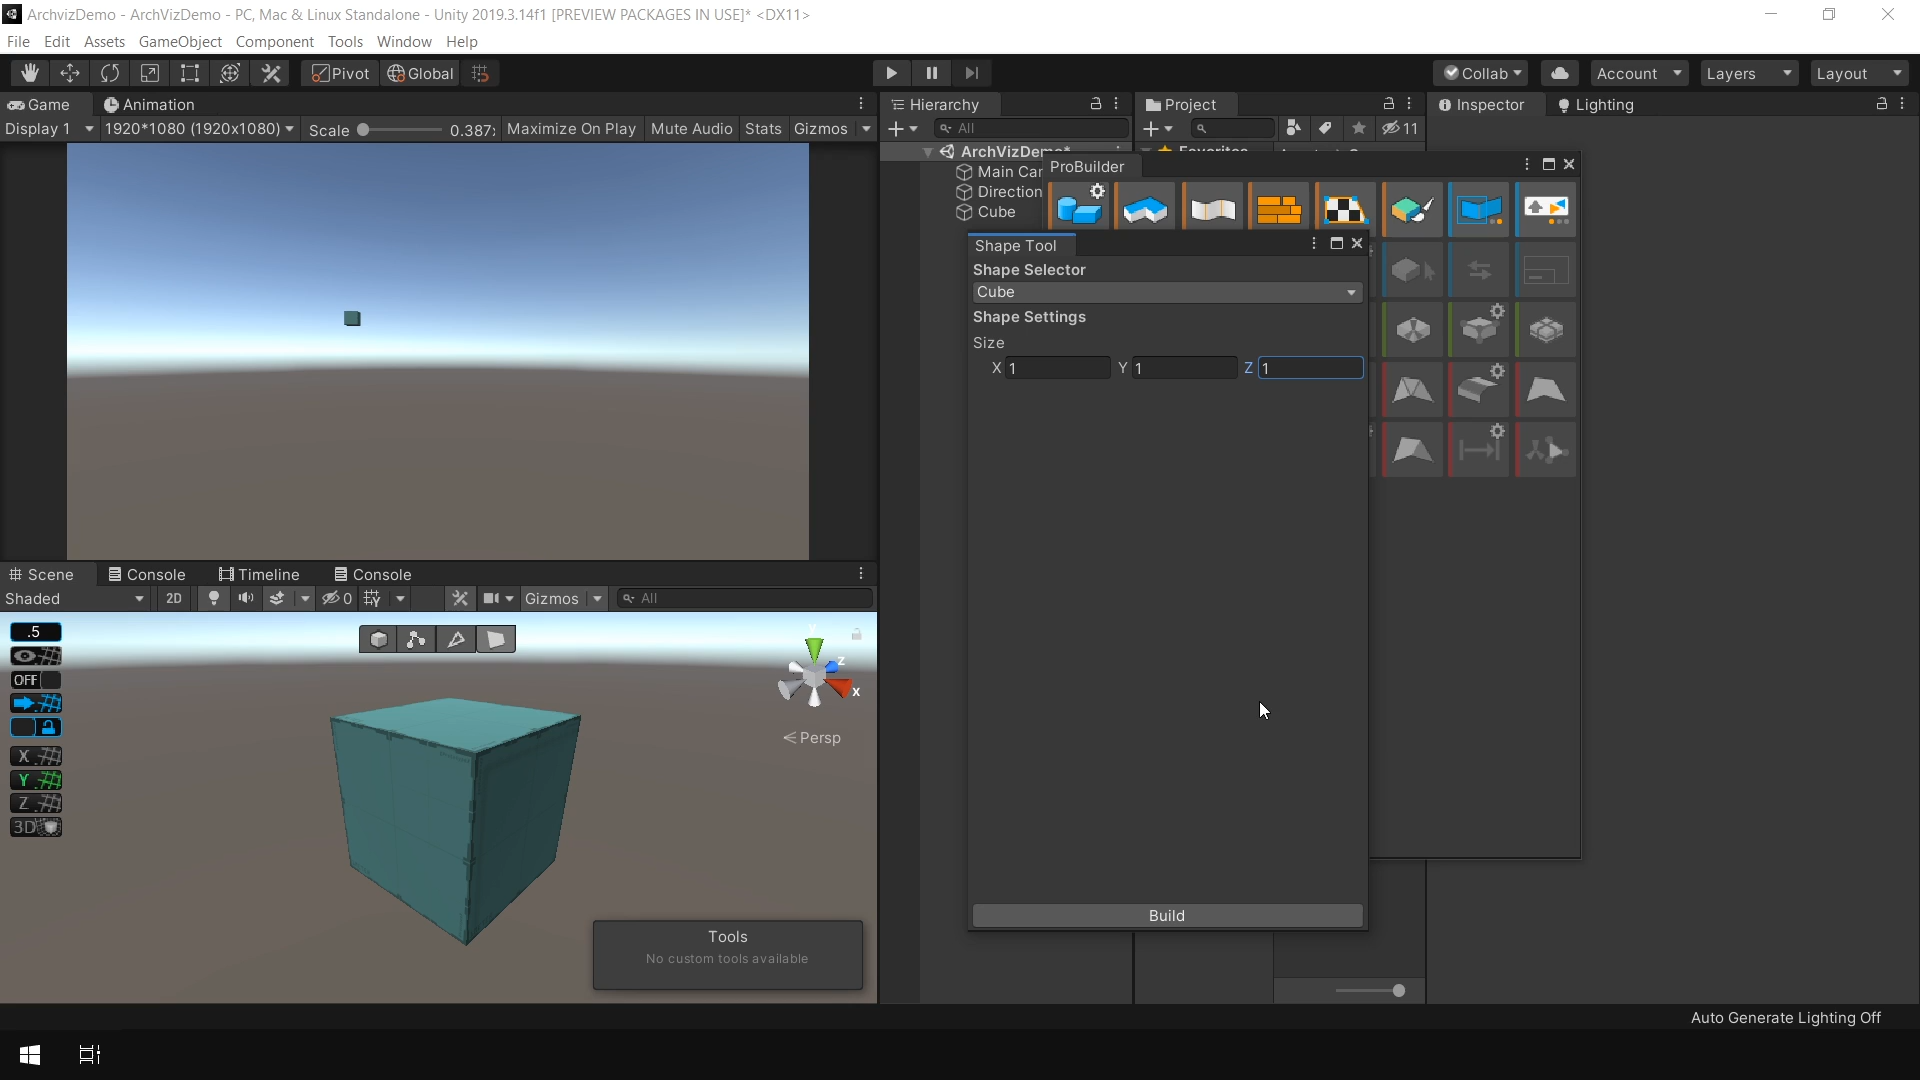 ArchvizDemo - ArchVizDemo - PC, Mac & Linux Standalone - Unity 2019.3.14f1 [PREVIEW PACKAGES IN USE]* <DX11>
File Edit Assets GameObject Component Tools Window Help
Pivot Global Collab Account Layers Layout
Game Animation Hierarchy Project Inspector Lighting
Display 1 1920*1080 (1920x1080) Scale 0.387 Maximize On Play Mute Audio Stats Gizmos All 11
ArchVizDemo* Favorites
Main Cam
Direction
Cube
ProBuilder
Shape Tool
Shape Selector
Cube
Shape Settings
Size
X 1 Y 1 Z 1
Build
Scene Console Timeline Console
Shaded 2D 0 Gizmos All
.5
OFF
X
Y
Z
3D
y
z
x
Persp
Tools
No custom tools available
Auto Generate Lighting Off